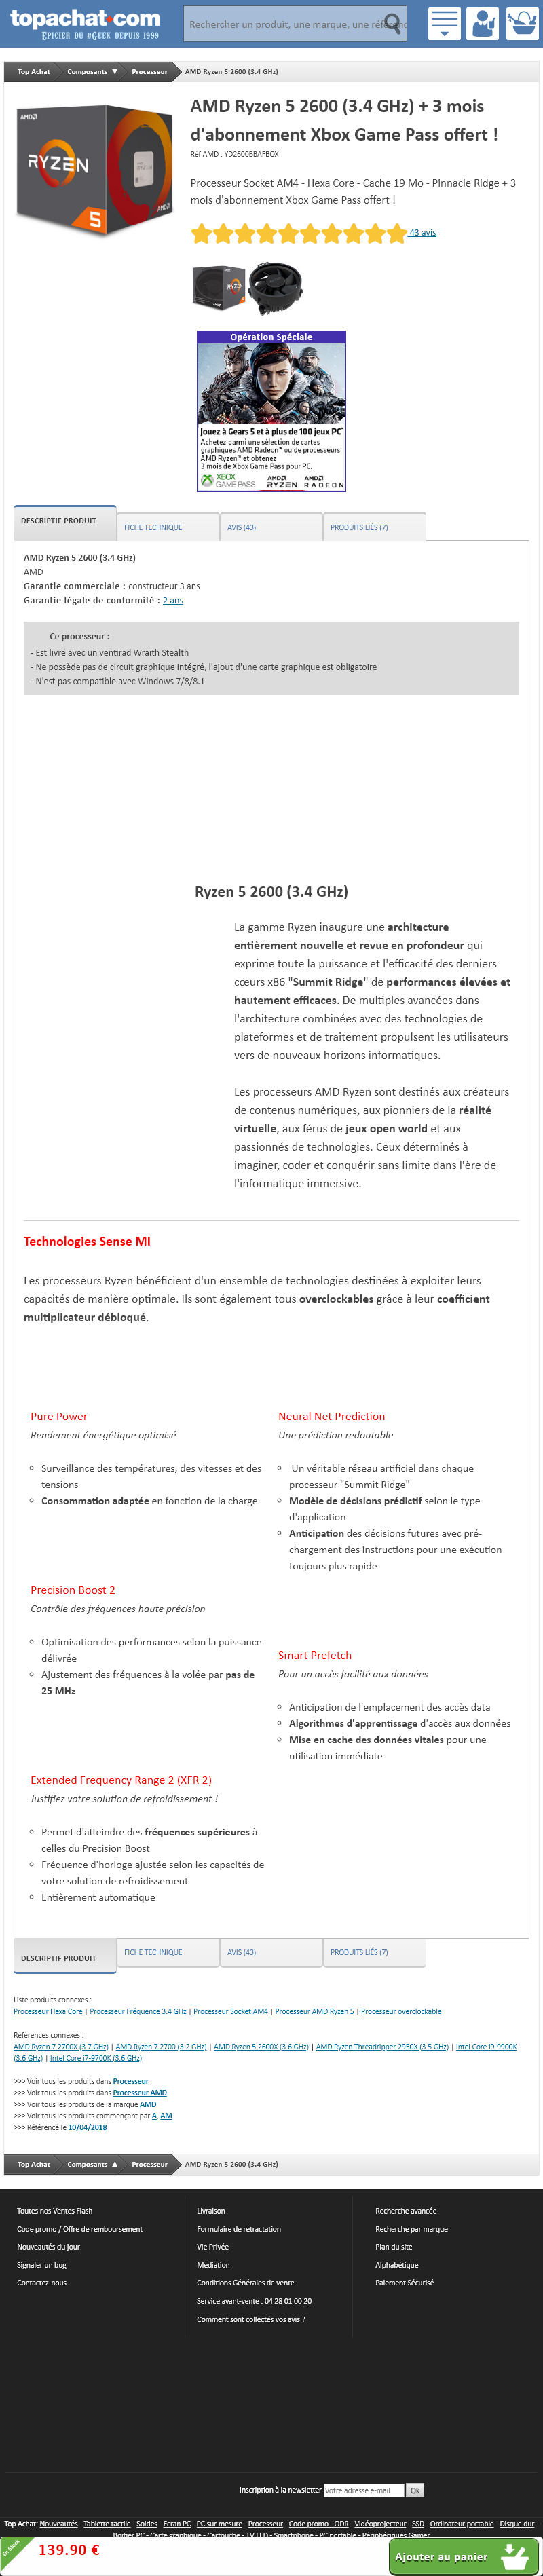 topachat.com
EPICIER DU #GEEK DEPUIS 1999
Rechercher un produit, une marque, une référenc
Top Achat
Composants ▼
Processeur
AMD Ryzen 5 2600 (3.4 GHz)
AMD Ryzen 5 2600 (3.4 GHz) + 3 mois
d'abonnement Xbox Game Pass offert !
Réf AMD : YD2600BBAFBOX
Processeur Socket AM4 - Hexa Core - Cache 19 Mo - Pinnacle Ridge + 3
mois d'abonnement Xbox Game Pass offert !
43 avis
AMD
RYZEN
5
Opération Spéciale
Jouez à Gears 5 et à plus de 100 jeux PC*
Achetez parmi une sélection de cartes
graphiques AMD Radeon™ ou de processeurs
AMD Ryzen™ et obtenez
3 mois de Xbox Game Pass pour PC.
XBOX GAME PASS
AMD RYZEN
AMD RADEON
DESCRIPTIF PRODUIT
FICHE TECHNIQUE
AVIS (43)
PRODUITS LIÉS (7)
AMD Ryzen 5 2600 (3.4 GHz)
AMD
Garantie commerciale : constructeur 3 ans
Garantie légale de conformité : 2 ans
Ce processeur :
- Est livré avec un ventirad Wraith Stealth
- Ne possède pas de circuit graphique intégré, l'ajout d'une carte graphique est obligatoire
- N'est pas compatible avec Windows 7/8/8.1
Ryzen 5 2600 (3.4 GHz)
La gamme Ryzen inaugure une architecture
entièrement nouvelle et revue en profondeur qui
exprime toute la puissance et l'efficacité des derniers
cœurs x86 "Summit Ridge" de performances élevées et
hautement efficaces. De multiples avancées dans
l'architecture combinées avec des technologies de
plateformes et de traitement propulsent les utilisateurs
vers de nouveaux horizons informatiques.
Les processeurs AMD Ryzen sont destinés aux créateurs
de contenus numériques, aux pionniers de la réalité
virtuelle, aux férus de jeux open world et aux
passionnés de technologies. Ceux déterminés à
imaginer, coder et conquérir sans limite dans l'ère de
l'informatique immersive.
Technologies Sense MI
Les processeurs Ryzen bénéficient d'un ensemble de technologies destinées à exploiter leurs
capacités de manière optimale. Ils sont également tous overclockables grâce à leur coefficient
multiplicateur débloqué.
Pure Power
Rendement énergétique optimisé
Surveillance des températures, des vitesses et des
tensions
Consommation adaptée en fonction de la charge
Neural Net Prediction
Une prédiction redoutable
Un véritable réseau artificiel dans chaque
processeur "Summit Ridge"
Modèle de décisions prédictif selon le type
d'application
Anticipation des décisions futures avec pré-
chargement des instructions pour une exécution
toujours plus rapide
Precision Boost 2
Contrôle des fréquences haute précision
Optimisation des performances selon la puissance
délivrée
Ajustement des fréquences à la volée par pas de
25 MHz
Smart Prefetch
Pour un accès facilité aux données
Anticipation de l'emplacement des accès data
Algorithmes d'apprentissage d'accès aux données
Mise en cache des données vitales pour une
utilisation immédiate
Extended Frequency Range 2 (XFR 2)
Justifiez votre solution de refroidissement !
Permet d'atteindre des fréquences supérieures à
celles du Precision Boost
Fréquence d'horloge ajustée selon les capacités de
votre solution de refroidissement
Entièrement automatique
DESCRIPTIF PRODUIT
FICHE TECHNIQUE
AVIS (43)
PRODUITS LIÉS (7)
Liste produits connexes :
Processeur Hexa Core | Processeur Fréquence 3.4 GHz | Processeur Socket AM4 | Processeur AMD Ryzen 5 | Processeur overclockable
Références connexes :
AMD Ryzen 7 2700X (3.7 GHz) | AMD Ryzen 7 2700 (3.2 GHz) | AMD Ryzen 5 2600X (3.6 GHz) | AMD Ryzen Threadripper 2950X (3.5 GHz) | Intel Core i9-9900K
(3.6 GHz) | Intel Core i7-9700K (3.6 GHz)
>>> Voir tous les produits dans Processeur
>>> Voir tous les produits dans Processeur AMD
>>> Voir tous les produits de la marque AMD
>>> Voir tous les produits commençant par A, AM
>>> Référencé le 10/04/2018
Top Achat
Composants ▲
Processeur
AMD Ryzen 5 2600 (3.4 GHz)
Toutes nos Ventes Flash
Code promo / Offre de remboursement
Nouveautés du jour
Signaler un bug
Contactez-nous
Livraison
Formulaire de rétractation
Vie Privée
Médiation
Conditions Générales de vente
Service avant-vente : 04 28 01 00 20
Comment sont collectés vos avis ?
Recherche avancée
Recherche par marque
Plan du site
Alphabétique
Paiement Sécurisé
Inscription à la newsletter
Votre adresse e-mail
Ok
Top Achat: Nouveautés - Tablette tactile - Soldes - Ecran PC - PC sur mesure - Processeur - Code promo - ODR - Vidéoprojecteur - SSD - Ordinateur portable - Disque dur -
Boitier PC - Carte graphique - Cartouche - TV LED - Smartphone - PC portable - Périphériques Gamer
En Stock
139.90 €
Ajouter au panier